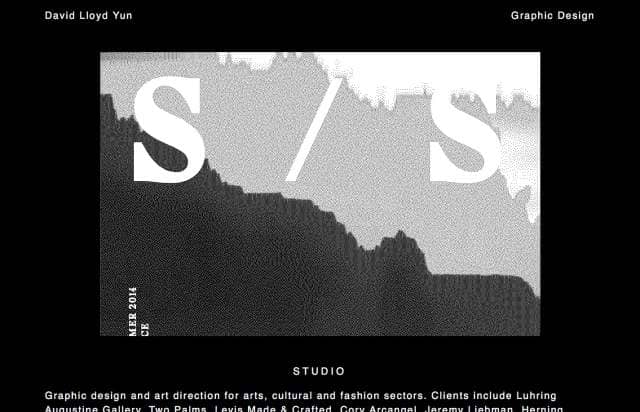 David Lloyd Yun
Graphic Design
S / S
MER 2014
CE
STUDIO
Graphic design and art direction for arts, cultural and fashion sectors. Clients include Luhring
Augustine Gallery, Two Palms, Levis Made & Crafted, Cory Arcangel, Jeremy Liebman, Herning